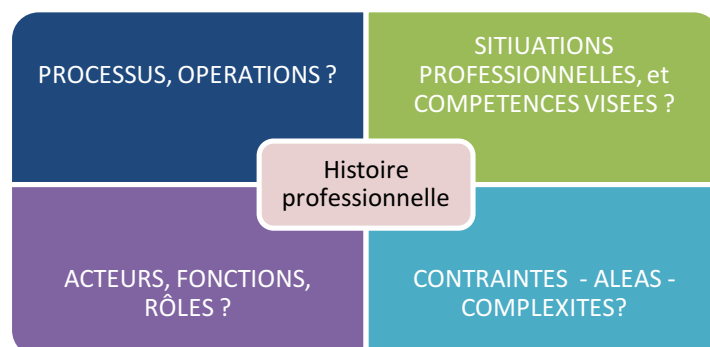 PROCESSUS, OPERATIONS ?
SITIUATIONS
PROFESSIONNELLES, et
COMPETENCES VISEES ?
Histoire
professionnelle
ACTEURS, FONCTIONS,
RÔLES ?
CONTRAINTES - ALEAS -
COMPLEXITES?